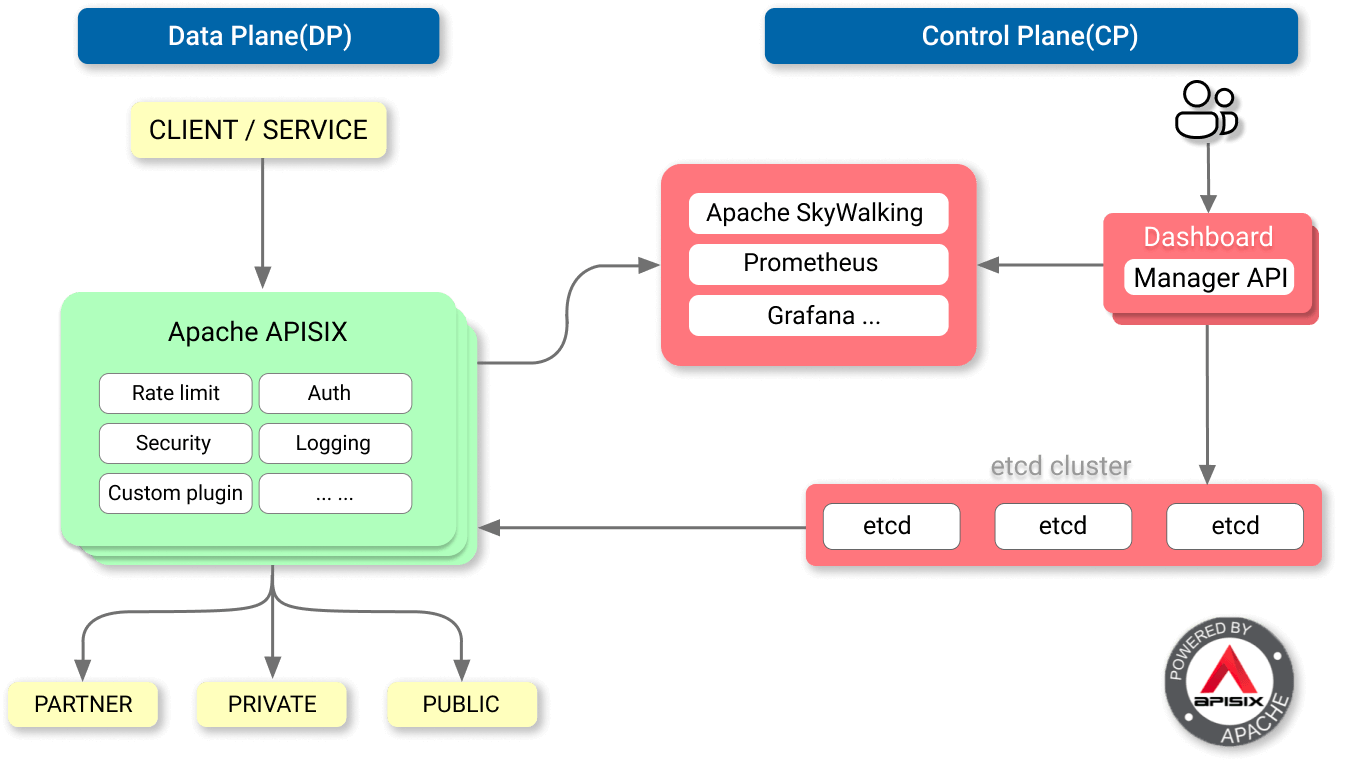 Data Plane(DP)
Control Plane(CP)
CLIENT / SERVICE
Apache SkyWalking
Prometheus
Grafana ...
Dashboard
Manager API
Apache APISIX
Rate limit
Auth
Security
Logging
Custom plugin
... ...
etcd cluster
etcd
etcd
etcd
PARTNER
PRIVATE
PUBLIC
POWERED BY
APISIX
APACHE